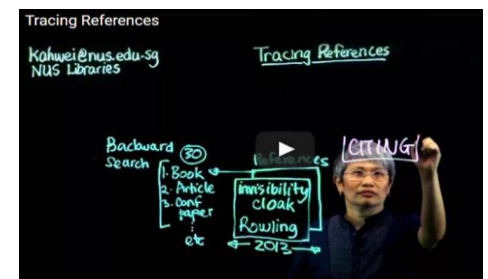 Tracing References
Kahwei@nus.edu.sg
NUS Libraries
Tracing References
Backward
Search
30
1. Book
2. Article
3. Conf
paper
:
etc
References
invisibility
cloak
Rowling
2013
CITING